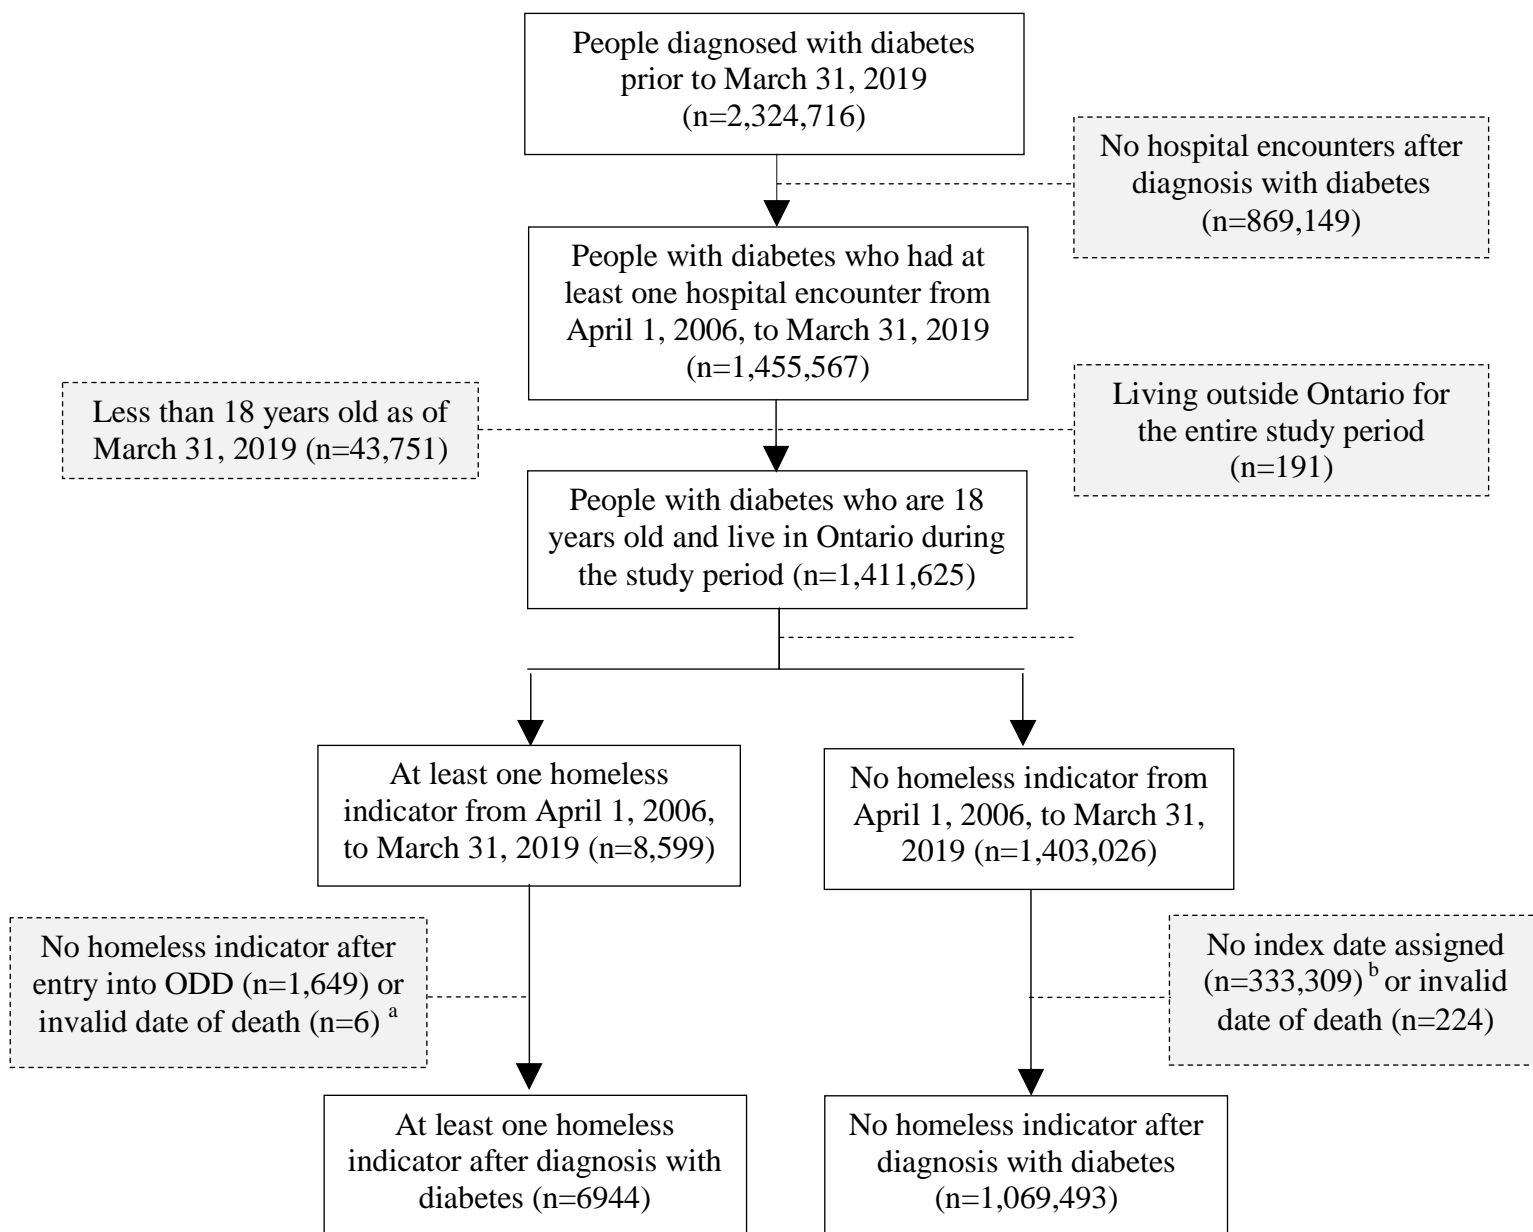 People diagnosed with diabetes
prior to March 31, 2019
(n=2,324,716)
No hospital encounters after
diagnosis with diabetes
(n=869,149)
People with diabetes who had at
least one hospital encounter from
April 1, 2006, to March 31, 2019
(n=1,455,567)
Less than 18 years old as of
March 31, 2019 (n=43,751)
Living outside Ontario for
the entire study period
(n=191)
People with diabetes who are 18
years old and live in Ontario during
the study period (n=1,411,625)
At least one homeless
indicator from April 1, 2006,
to March 31, 2019 (n=8,599)
No homeless indicator from
April 1, 2006, to March 31,
2019 (n=1,403,026)
No homeless indicator after
entry into ODD (n=1,649) or
invalid date of death (n=6) a
No index date assigned
(n=333,309) b or invalid
date of death (n=224)
At least one homeless
indicator after diagnosis with
diabetes (n=6944)
No homeless indicator after
diagnosis with diabetes
(n=1,069,493)